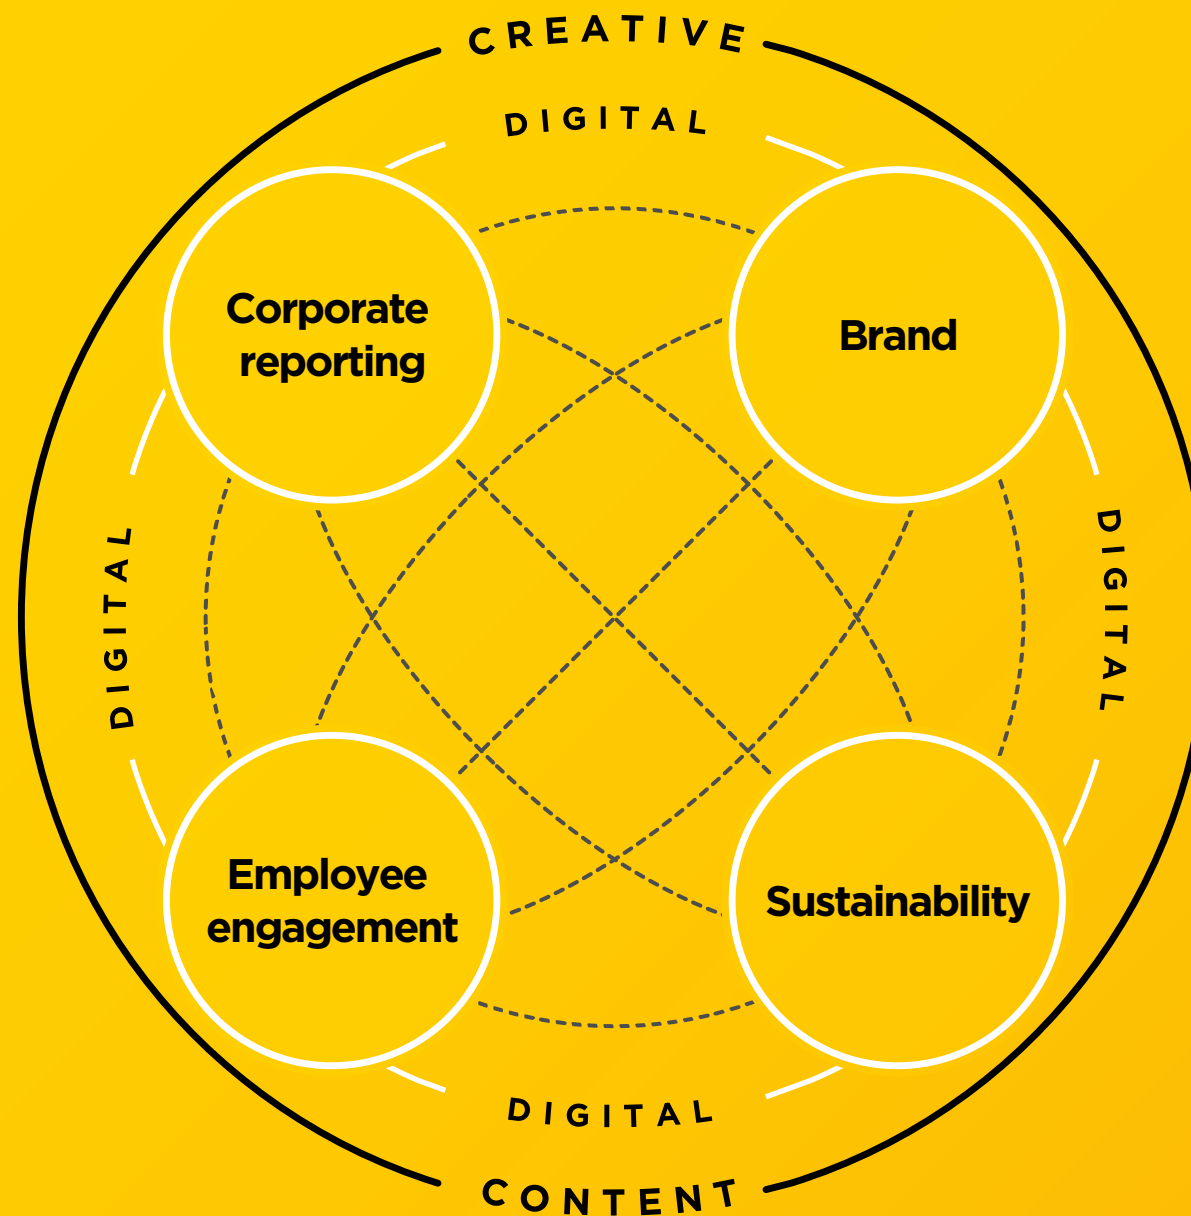 CREATIVE
DIGITAL
Corporate
reporting
Brand
DIGITAL
DIGITAL
Employee
engagement
Sustainability
DIGITAL
CONTENT